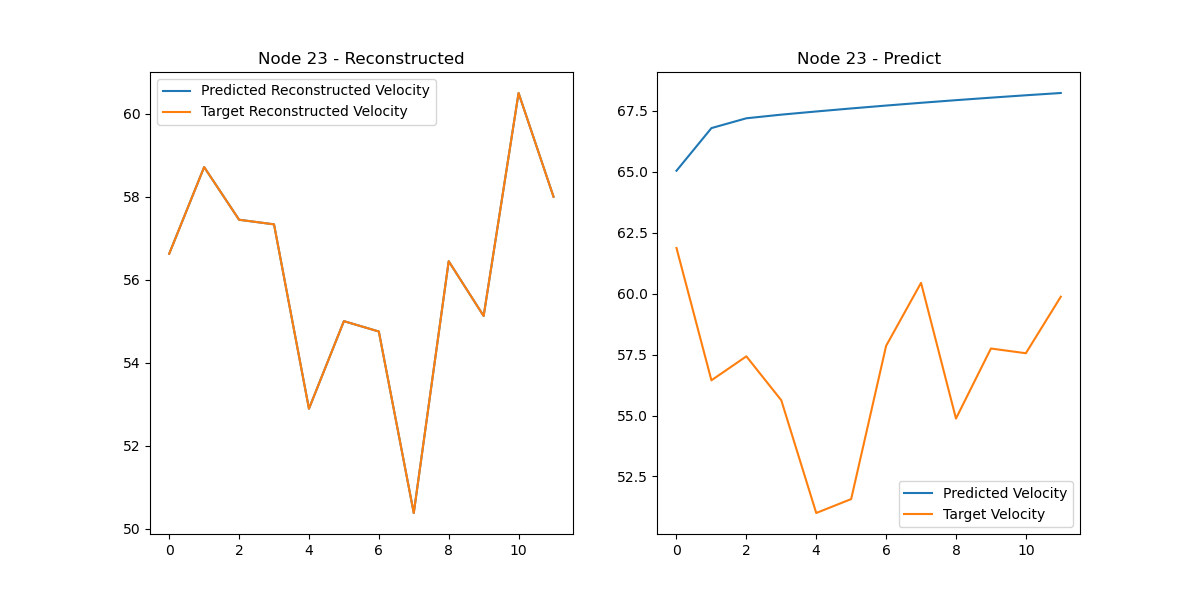 Node 23 - Reconstructed
Predicted Reconstructed Velocity
Target Reconstructed Velocity
60
58
56
54
52
50
0 2 4 6 8 10
Node 23 - Predict
67.5
65.0
62.5
60.0
57.5
55.0
52.5
Predicted Velocity
Target Velocity
0 2 4 6 8 10